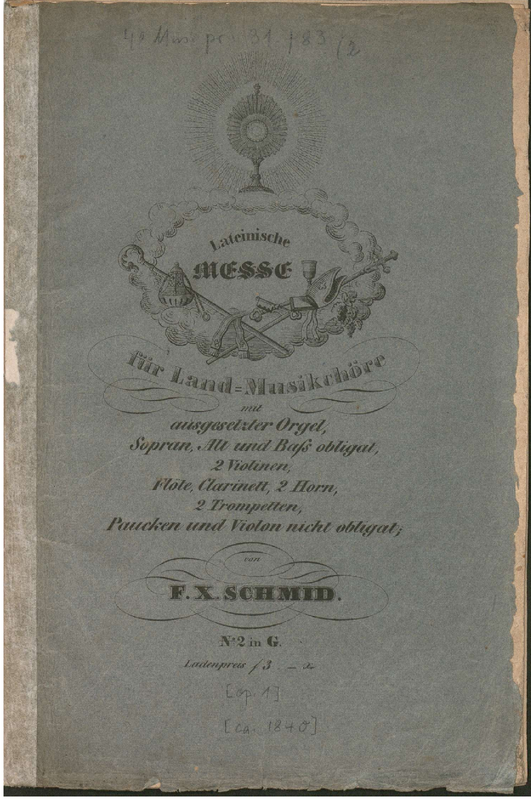 4° Mus. pr. 31 483/2
Lateinische
MESSE
für Land=Musikchöre
mit
ausgesetzter Orgel,
Sopran, Alt und Baſs obligat,
2 Violinen,
Flöte, Clarinett, 2 Horn,
2 Trompetten,
Paucken und Violon nicht obligat;
von
F. X. SCHMID.
No. 2 in G.
Ladenpreis f 3 –
[op. 1]
[ca. 1840]